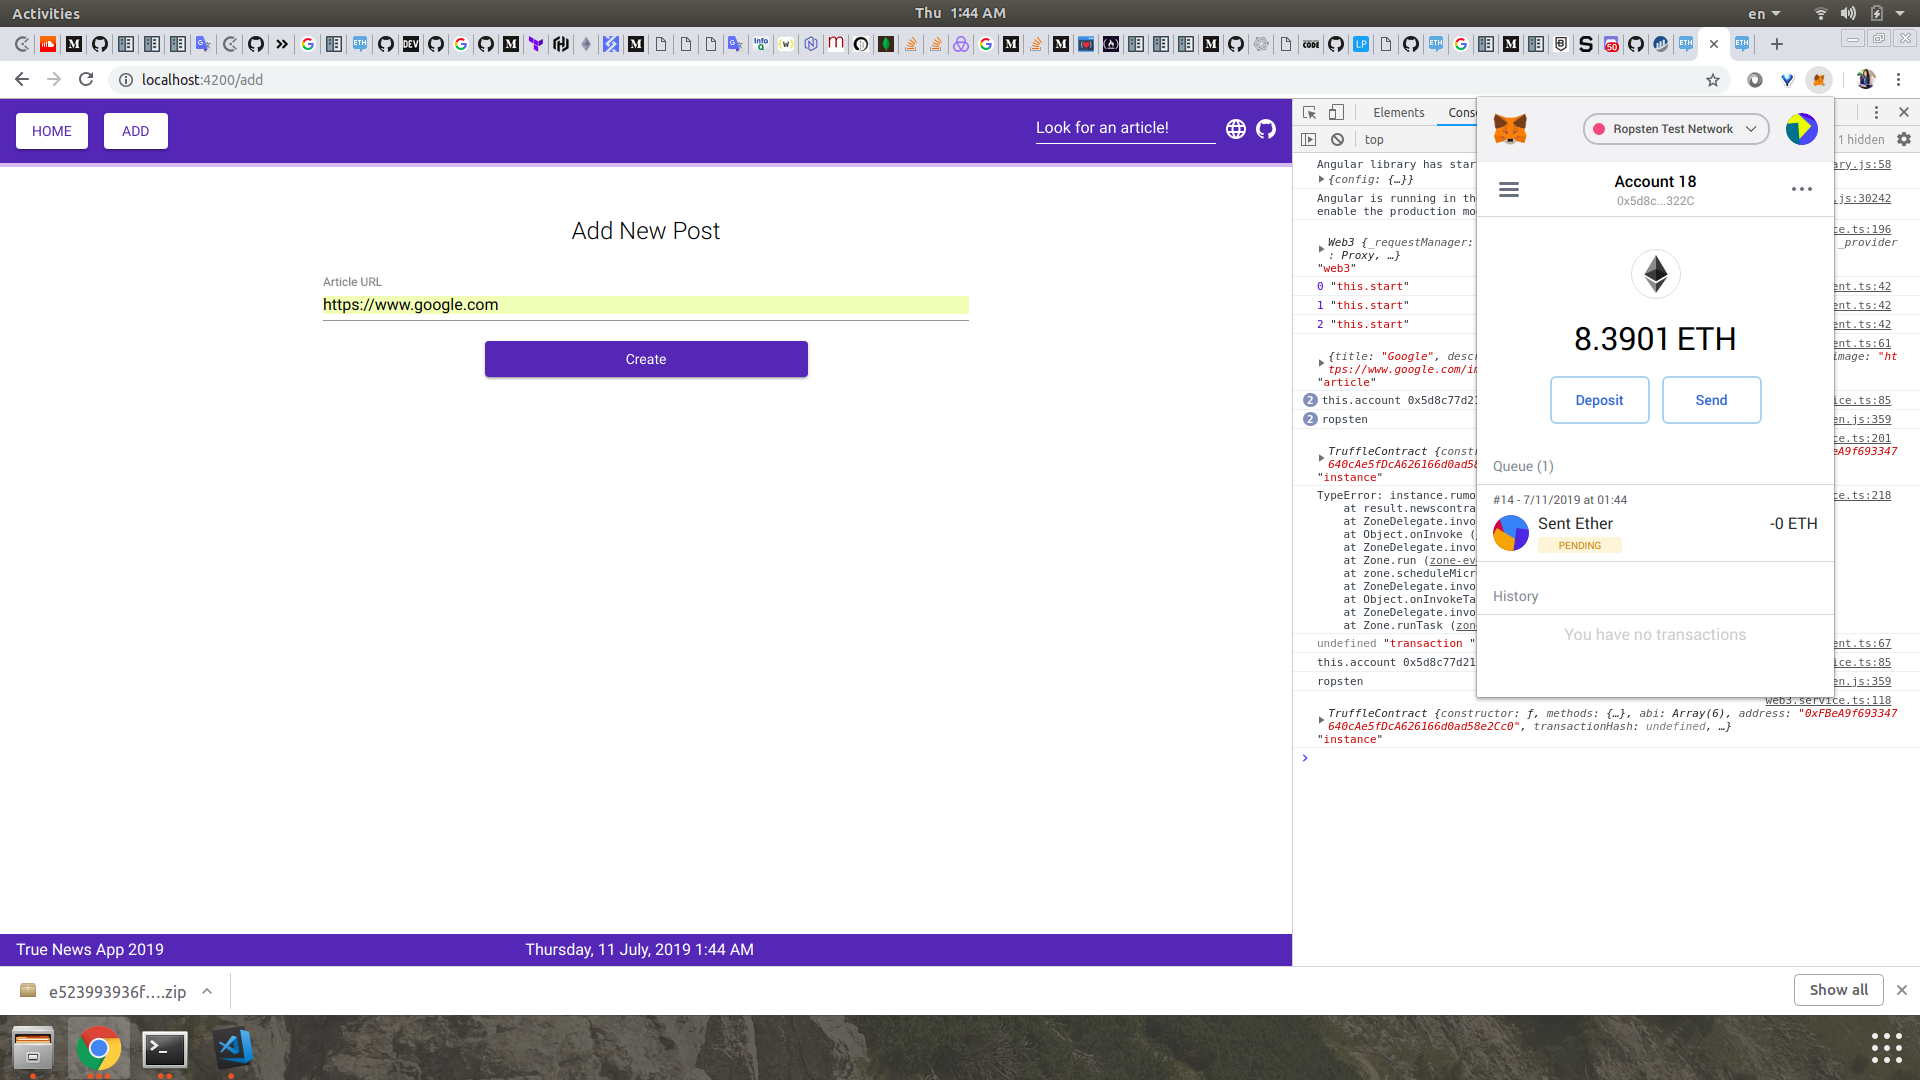 Activities
Thu 1:44 AM
en
localhost:4200/add
HOME
ADD
Look for an article!
Add New Post
Article URL
https://www.google.com
Create
True News App 2019
Thursday, 11 July, 2019 1:44 AM
Elements
Cons
top
1 hidden
Angular library has star
ary.js:58
{config: {…}}
Angular is running in th
.js:30242
enable the production mo
ce.ts:196
Web3 {_requestManager:
_provider
: Proxy, …}
"web3"
0 "this.start"
ent.ts:42
1 "this.start"
ent.ts:42
2 "this.start"
ent.ts:42
ent.ts:61
{title: "Google", desc
image: "ht
tps://www.google.com/i
"article"
2 this.account 0x5d8c77d21
ice.ts:85
2 ropsten
en.js:359
ce.ts:201
TruffleContract {const
eA9f693347
640cAe5fDcA626166d0ad58
"instance"
TypeError: instance.rumo
ce.ts:218
at result.newscontra
at ZoneDelegate.invo
at Object.onInvoke (
at ZoneDelegate.invo
at Zone.run (zone-ev
at zone.scheduleMicr
at ZoneDelegate.invo
at Object.onInvokeTa
at ZoneDelegate.invo
at Zone.runTask (zon
undefined "transaction "
ent.ts:67
this.account 0x5d8c77d21
ice.ts:85
ropsten
en.js:359
web3.service.ts:118
TruffleContract {constructor: ƒ, methods: {…}, abi: Array(6), address: "0xFBeA9f693347
640cAe5fDcA626166d0ad58e2Cc0", transactionHash: undefined, …}
"instance"
Ropsten Test Network
Account 18
0x5d8c...322C
8.3901 ETH
Deposit
Send
Queue (1)
#14 - 7/11/2019 at 01:44
Sent Ether
-0 ETH
PENDING
History
You have no transactions
e523993936f....zip
Show all